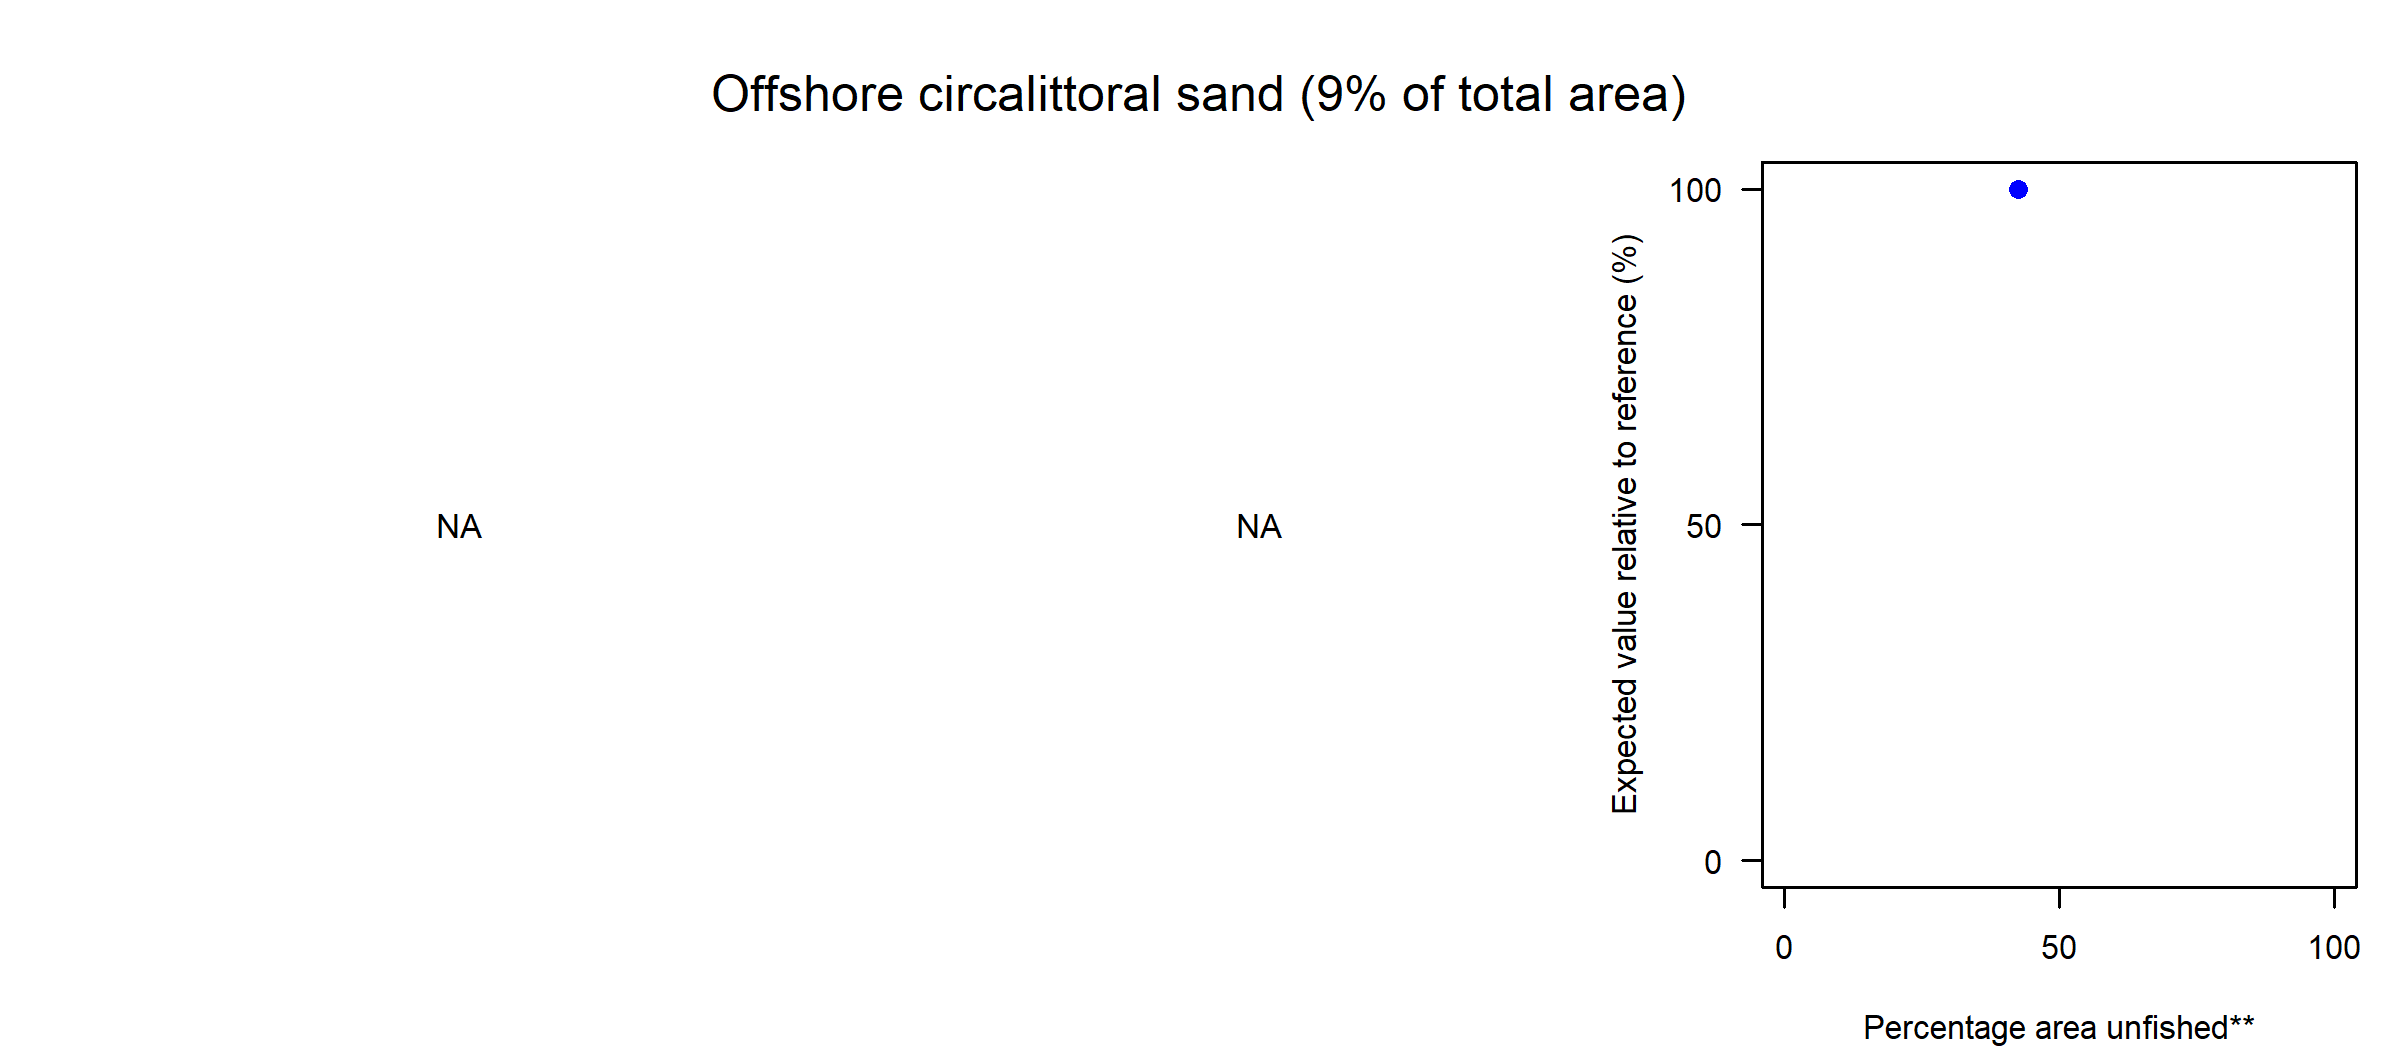 Offshore circalittoral sand (9% of total area)
NA
NA
Expected value relative to reference (%)
100
50
0
0
50
100
Percentage area unfished**